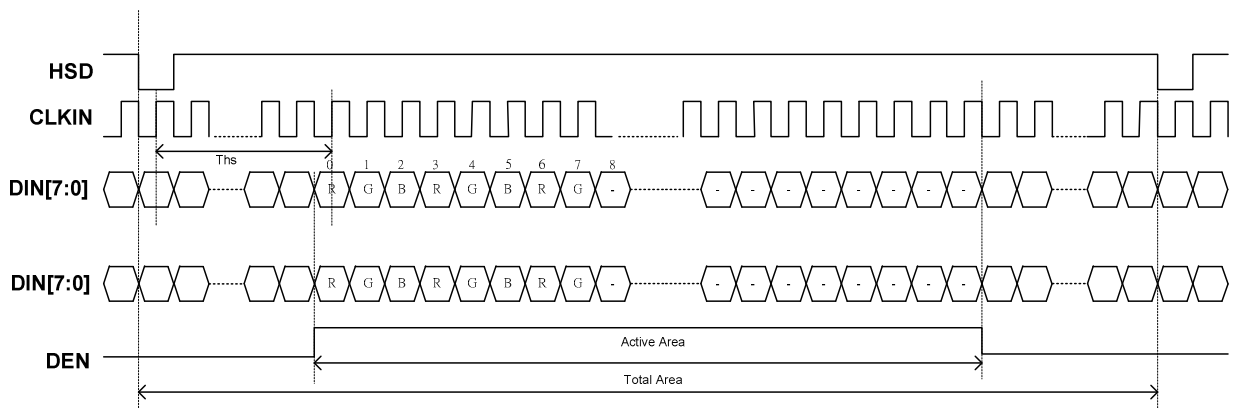 HSD
CLKIN
Ths
0 1 2 3 4 5 6 7 8
DIN[7:0] R G B R G B R G - - - - - - - - -
DIN[7:0] R G B R G B R G - - - - - - - - -
Active Area
DEN
Total Area